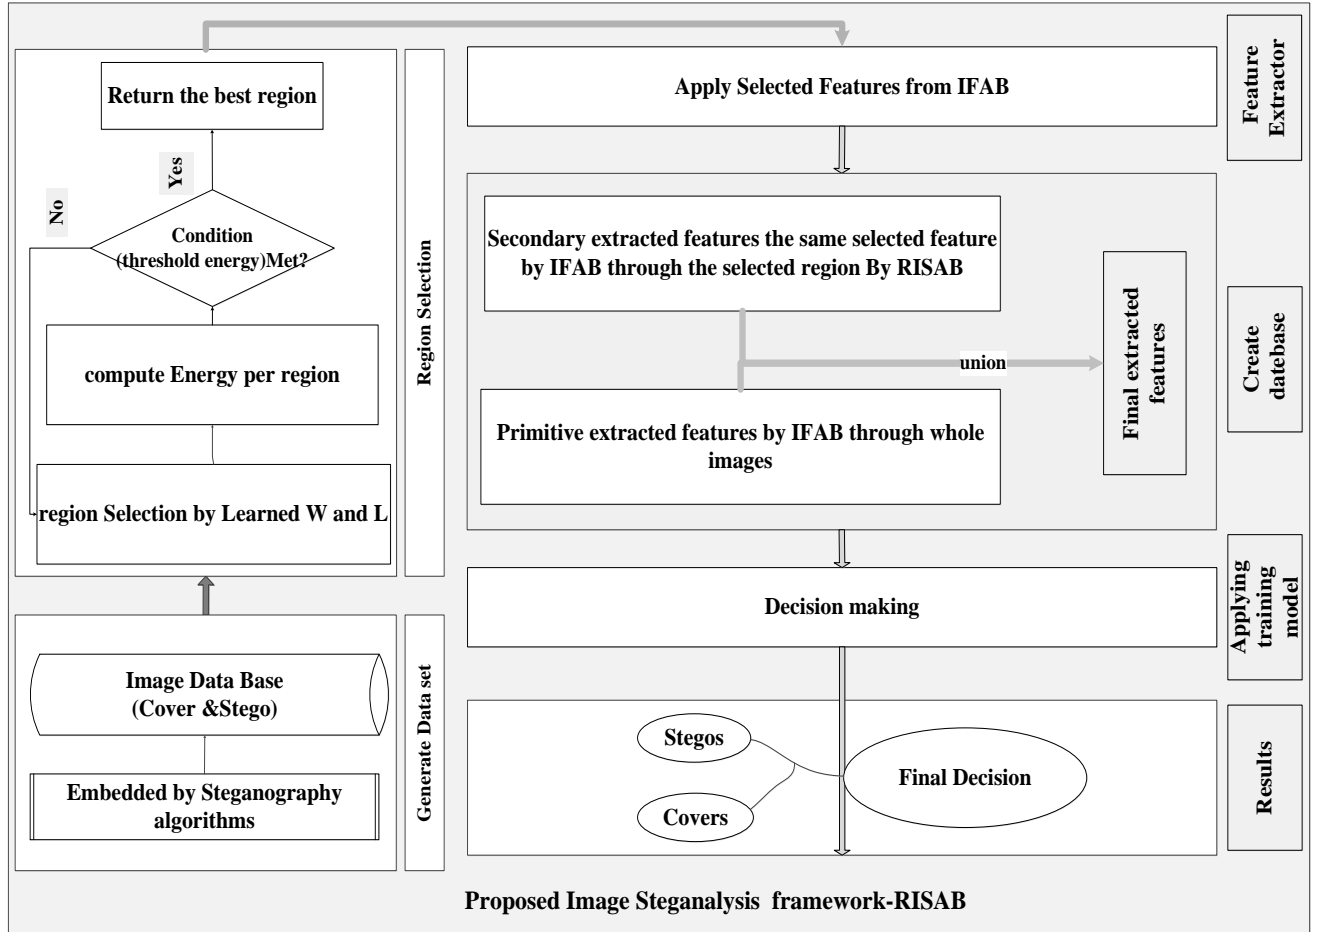 Return the best region
Yes
No
Condition
(threshold energy)Met?
compute Energy per region
region Selection by Learned W and L
Region Selection
Image Data Base
(Cover &Stego)
Embedded by Steganography
algorithms
Generate Data set
Apply Selected Features from IFAB
Feature
Extractor
Secondary extracted features the same selected feature
by IFAB through the selected region By RISAB
union
Primitive extracted features by IFAB through whole
images
Final extracted
features
Create
datebase
Decision making
Applying
training
model
Stegos
Covers
Final Decision
Results
Proposed Image Steganalysis framework-RISAB